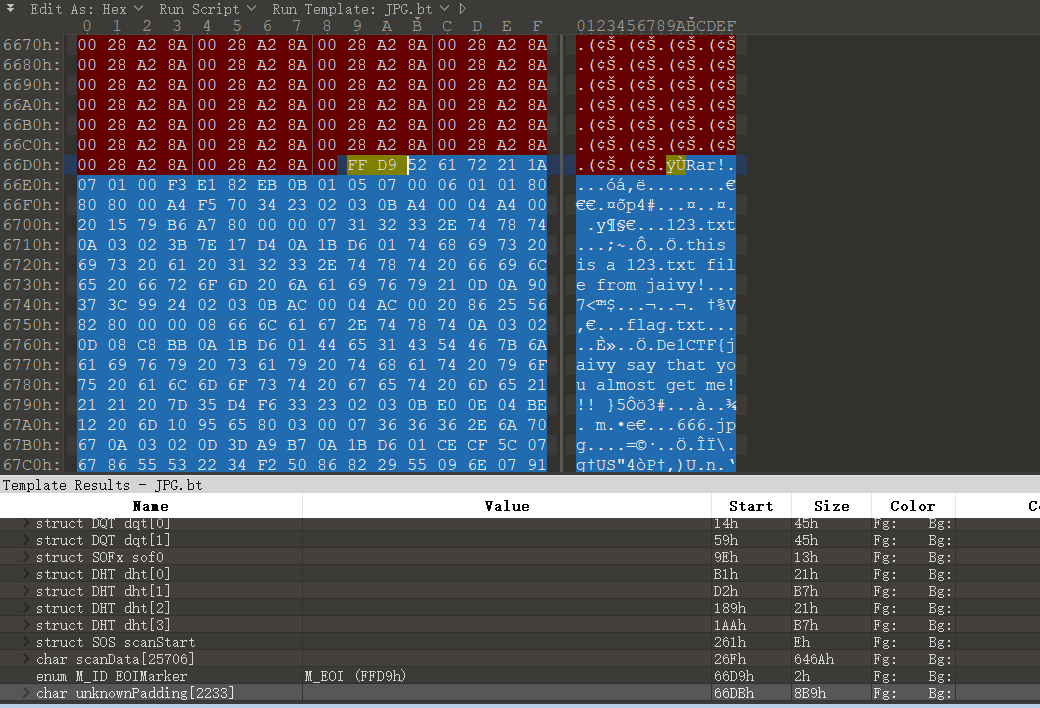 Edit As: Hex Run Script Run Template: JPG.bt
0 1 2 3 4 5 6 7 8 9 A B C D E F 0123456789ABCDEF
6670h: 00 28 A2 8A 00 28 A2 8A 00 28 A2 8A 00 28 A2 8A .(¢Š.(¢Š.(¢Š.(¢Š
6680h: 00 28 A2 8A 00 28 A2 8A 00 28 A2 8A 00 28 A2 8A .(¢Š.(¢Š.(¢Š.(¢Š
6690h: 00 28 A2 8A 00 28 A2 8A 00 28 A2 8A 00 28 A2 8A .(¢Š.(¢Š.(¢Š.(¢Š
66A0h: 00 28 A2 8A 00 28 A2 8A 00 28 A2 8A 00 28 A2 8A .(¢Š.(¢Š.(¢Š.(¢Š
66B0h: 00 28 A2 8A 00 28 A2 8A 00 28 A2 8A 00 28 A2 8A .(¢Š.(¢Š.(¢Š.(¢Š
66C0h: 00 28 A2 8A 00 28 A2 8A 00 28 A2 8A 00 28 A2 8A .(¢Š.(¢Š.(¢Š.(¢Š
66D0h: 00 28 A2 8A 00 28 A2 8A 00 FF D9 52 61 72 21 1A .(¢Š.(¢Š.ÿÙRar!.
66E0h: 07 01 00 F3 E1 82 EB 0B 01 05 07 00 06 01 01 80 ...óá‚ë........€
66F0h: 80 80 00 A4 F5 70 34 23 02 03 0B A4 00 04 A4 00 €€.¤õp4#...¤..¤.
6700h: 20 15 79 B6 A7 80 00 00 07 31 32 33 2E 74 78 74 .y¶§€...123.txt
6710h: 0A 03 02 3B 7E 17 D4 0A 1B D6 01 74 68 69 73 20 ...;~.Ô..Ö.this
6720h: 69 73 20 61 20 31 32 33 2E 74 78 74 20 66 69 6C is a 123.txt fil
6730h: 65 20 66 72 6F 6D 20 6A 61 69 76 79 21 0D 0A 90 e from jaivy!...
6740h: 37 3C 99 24 02 03 0B AC 00 04 AC 00 20 86 25 56 7<™$...¬..¬. †%V
6750h: 82 80 00 00 08 66 6C 61 67 2E 74 78 74 0A 03 02 ‚€...flag.txt...
6760h: 0D 08 C8 BB 0A 1B D6 01 44 65 31 43 54 46 7B 6A ..È»..Ö.De1CTF{j
6770h: 61 69 76 79 20 73 61 79 20 74 68 61 74 20 79 6F aivy say that yo
6780h: 75 20 61 6C 6D 6F 73 74 20 67 65 74 20 6D 65 21 u almost get me!
6790h: 21 21 20 7D 35 D4 F6 33 23 02 03 0B E0 0E 04 BE !! }5Ôö3#...à..¾
67A0h: 12 20 6D 10 95 65 80 03 00 07 36 36 36 2E 6A 70 . m.•e€...666.jp
67B0h: 67 0A 03 02 0D 3D A9 B7 0A 1B D6 01 CE CF 5C 07 g....=©·..Ö.ÎÏ\.
67C0h: 67 86 55 53 22 34 F2 50 86 82 29 55 09 6E 07 91 g†US"4òP†‚)U.n.‘
Template Results - JPG.bt
Name Value Start Size Color
struct DQT dqt[0] 14h 45h Fg: Bg:
struct DQT dqt[1] 59h 45h Fg: Bg:
struct SOFx sof0 9Eh 13h Fg: Bg:
struct DHT dht[0] B1h 21h Fg: Bg:
struct DHT dht[1] D2h B7h Fg: Bg:
struct DHT dht[2] 189h 21h Fg: Bg:
struct DHT dht[3] 1AAh B7h Fg: Bg:
struct SOS scanStart 261h Eh Fg: Bg:
char scanData[25706] 26Fh 646Ah Fg: Bg:
enum M_ID EOIMarker M_EOI (FFD9h) 66D9h 2h Fg: Bg:
char unknownPadding[2233] 66DBh 8B9h Fg: Bg: